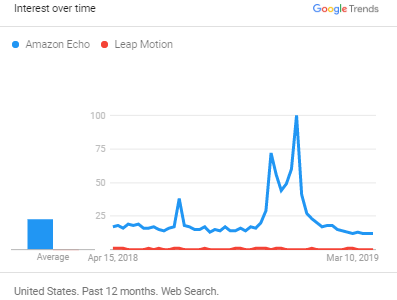 Interest over time
Google Trends
Amazon Echo
Leap Motion
100
75
50
25
Average
Apr 15, 2018
Mar 10, 2019
United States. Past 12 months. Web Search.